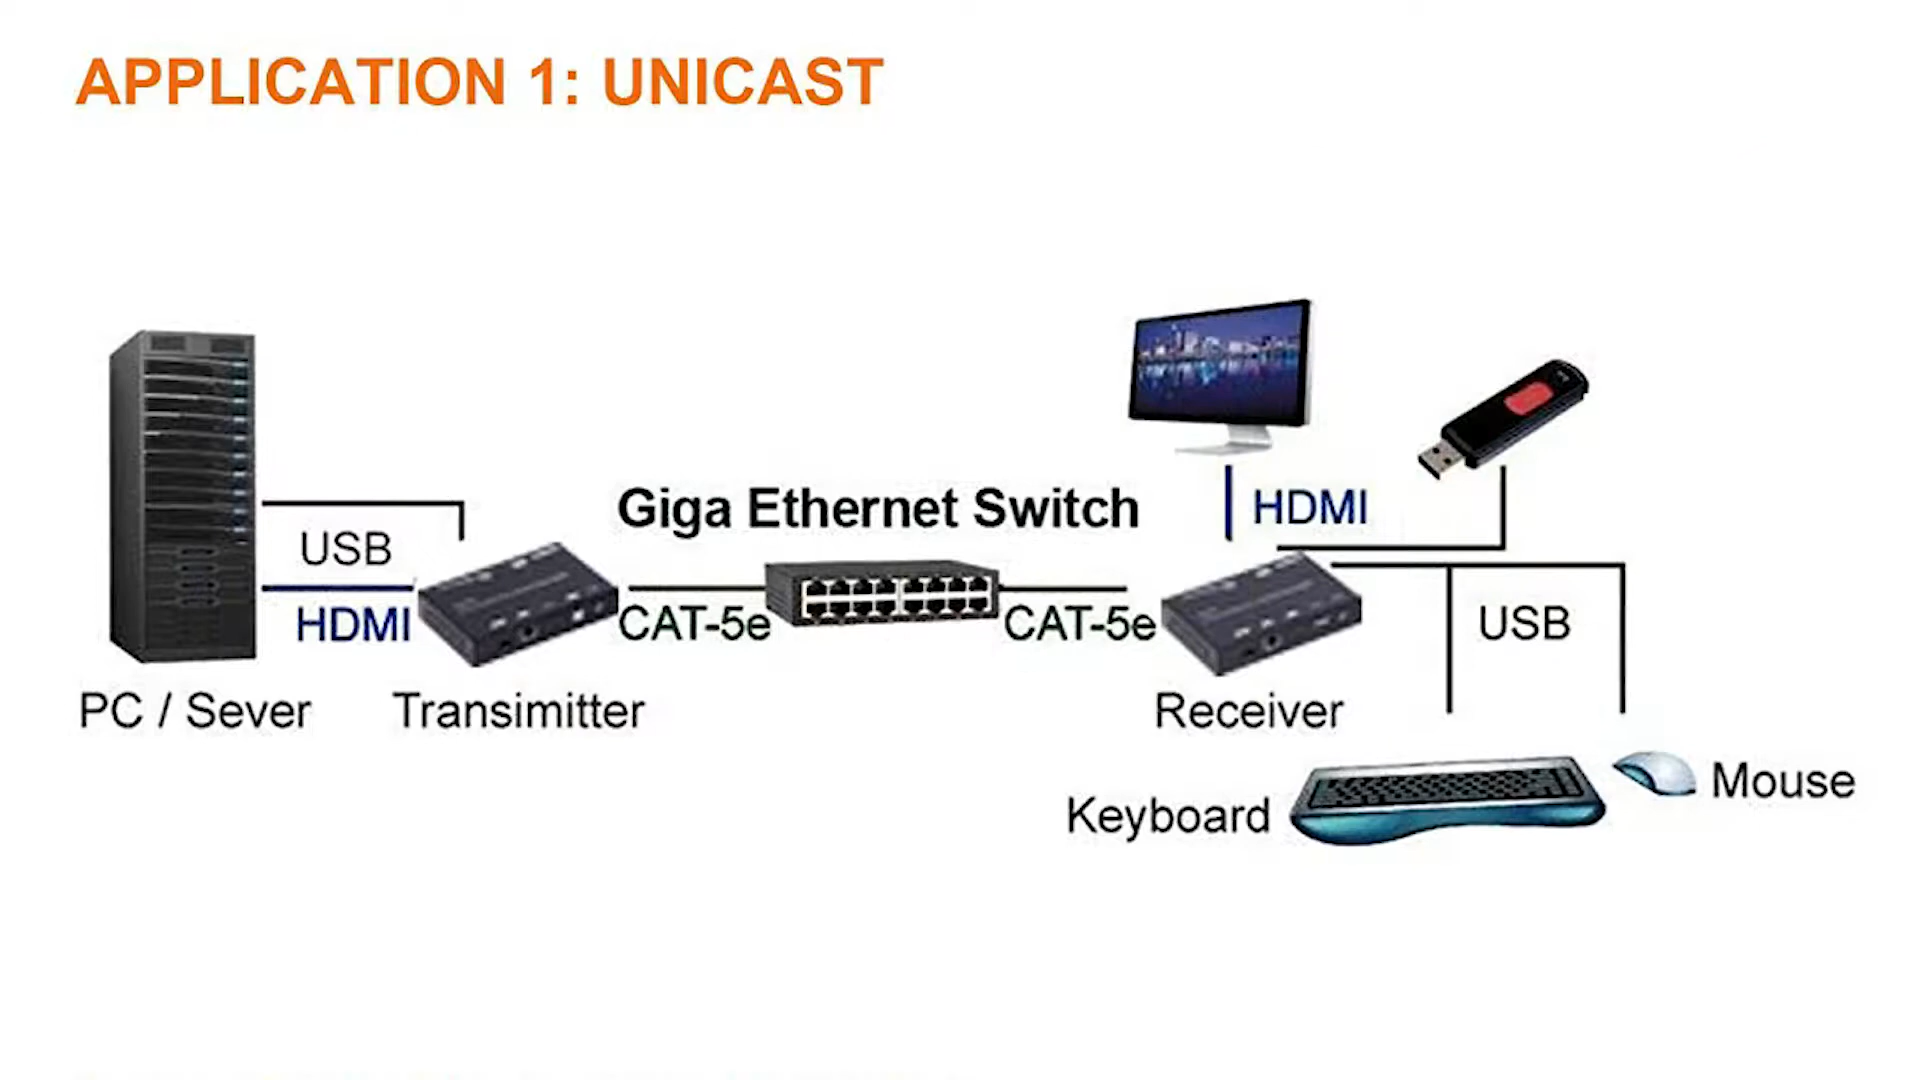 APPLICATION 1: UNICAST
Giga Ethernet Switch
HDMI
USB
HDMI
CAT-5e
CAT-5e
USB
PC / Sever
Transimitter
Receiver
Keyboard
Mouse